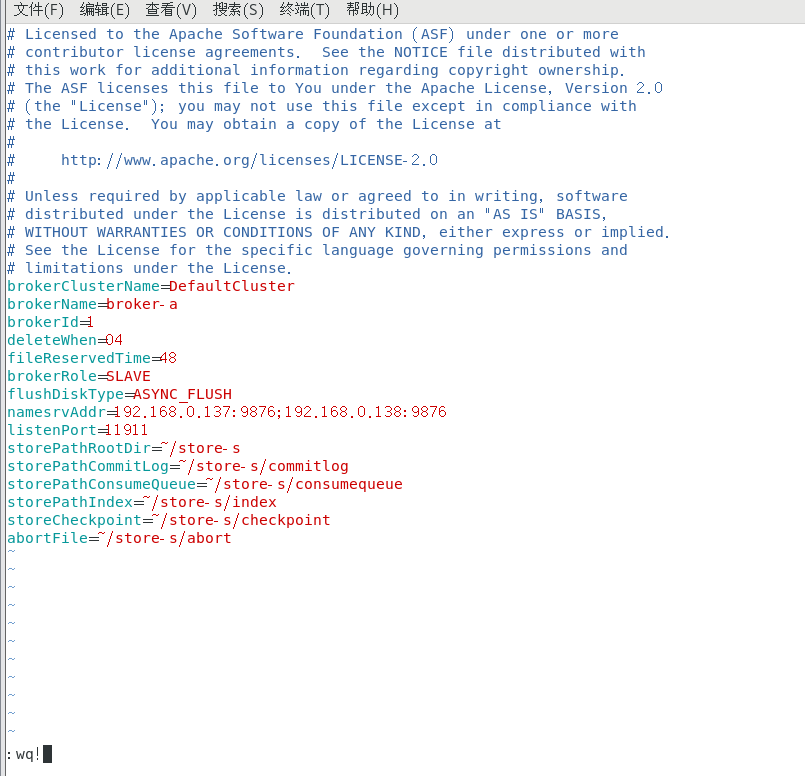 文件(F) 编辑(E) 查看(V) 搜索(S) 终端(T) 帮助(H)
# Licensed to the Apache Software Foundation (ASF) under one or more
# contributor license agreements.  See the NOTICE file distributed with
# this work for additional information regarding copyright ownership.
# The ASF licenses this file to You under the Apache License, Version 2.0
# (the "License"); you may not use this file except in compliance with
# the License.  You may obtain a copy of the License at
#
#     http://www.apache.org/licenses/LICENSE-2.0
#
# Unless required by applicable law or agreed to in writing, software
# distributed under the License is distributed on an "AS IS" BASIS,
# WITHOUT WARRANTIES OR CONDITIONS OF ANY KIND, either express or implied.
# See the License for the specific language governing permissions and
# limitations under the License.
brokerClusterName=DefaultCluster
brokerName=broker-a
brokerId=1
deleteWhen=04
fileReservedTime=48
brokerRole=SLAVE
flushDiskType=ASYNC_FLUSH
namesrvAddr=192.168.0.137:9876;192.168.0.138:9876
listenPort=11911
storePathRootDir=~/store-s
storePathCommitLog=~/store-s/commitlog
storePathConsumeQueue=~/store-s/consumequeue
storePathIndex=~/store-s/index
storeCheckpoint=~/store-s/checkpoint
abortFile=~/store-s/abort
~
~
~
~
~
~
~
~
~
~
~
:wq!